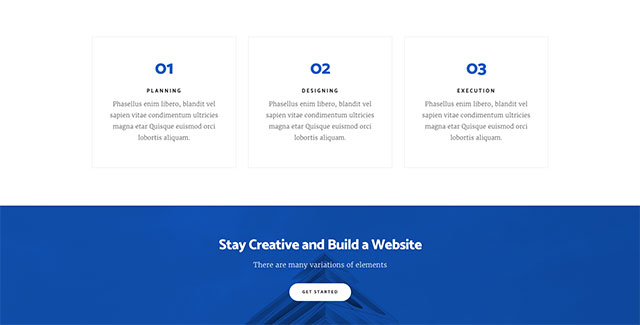 01
PLANNING
Phasellus enim libero, blandit vel
sapien vitae condimentum ultricies
magna etar Quisque euismod orci
lobortis aliquam.
02
DESIGNING
Phasellus enim libero, blandit vel
sapien vitae condimentum ultricies
magna etar Quisque euismod orci
lobortis aliquam.
03
EXECUTION
Phasellus enim libero, blandit vel
sapien vitae condimentum ultricies
magna etar Quisque euismod orci
lobortis aliquam.
Stay Creative and Build a Website
There are many variations of elements
GET STARTED